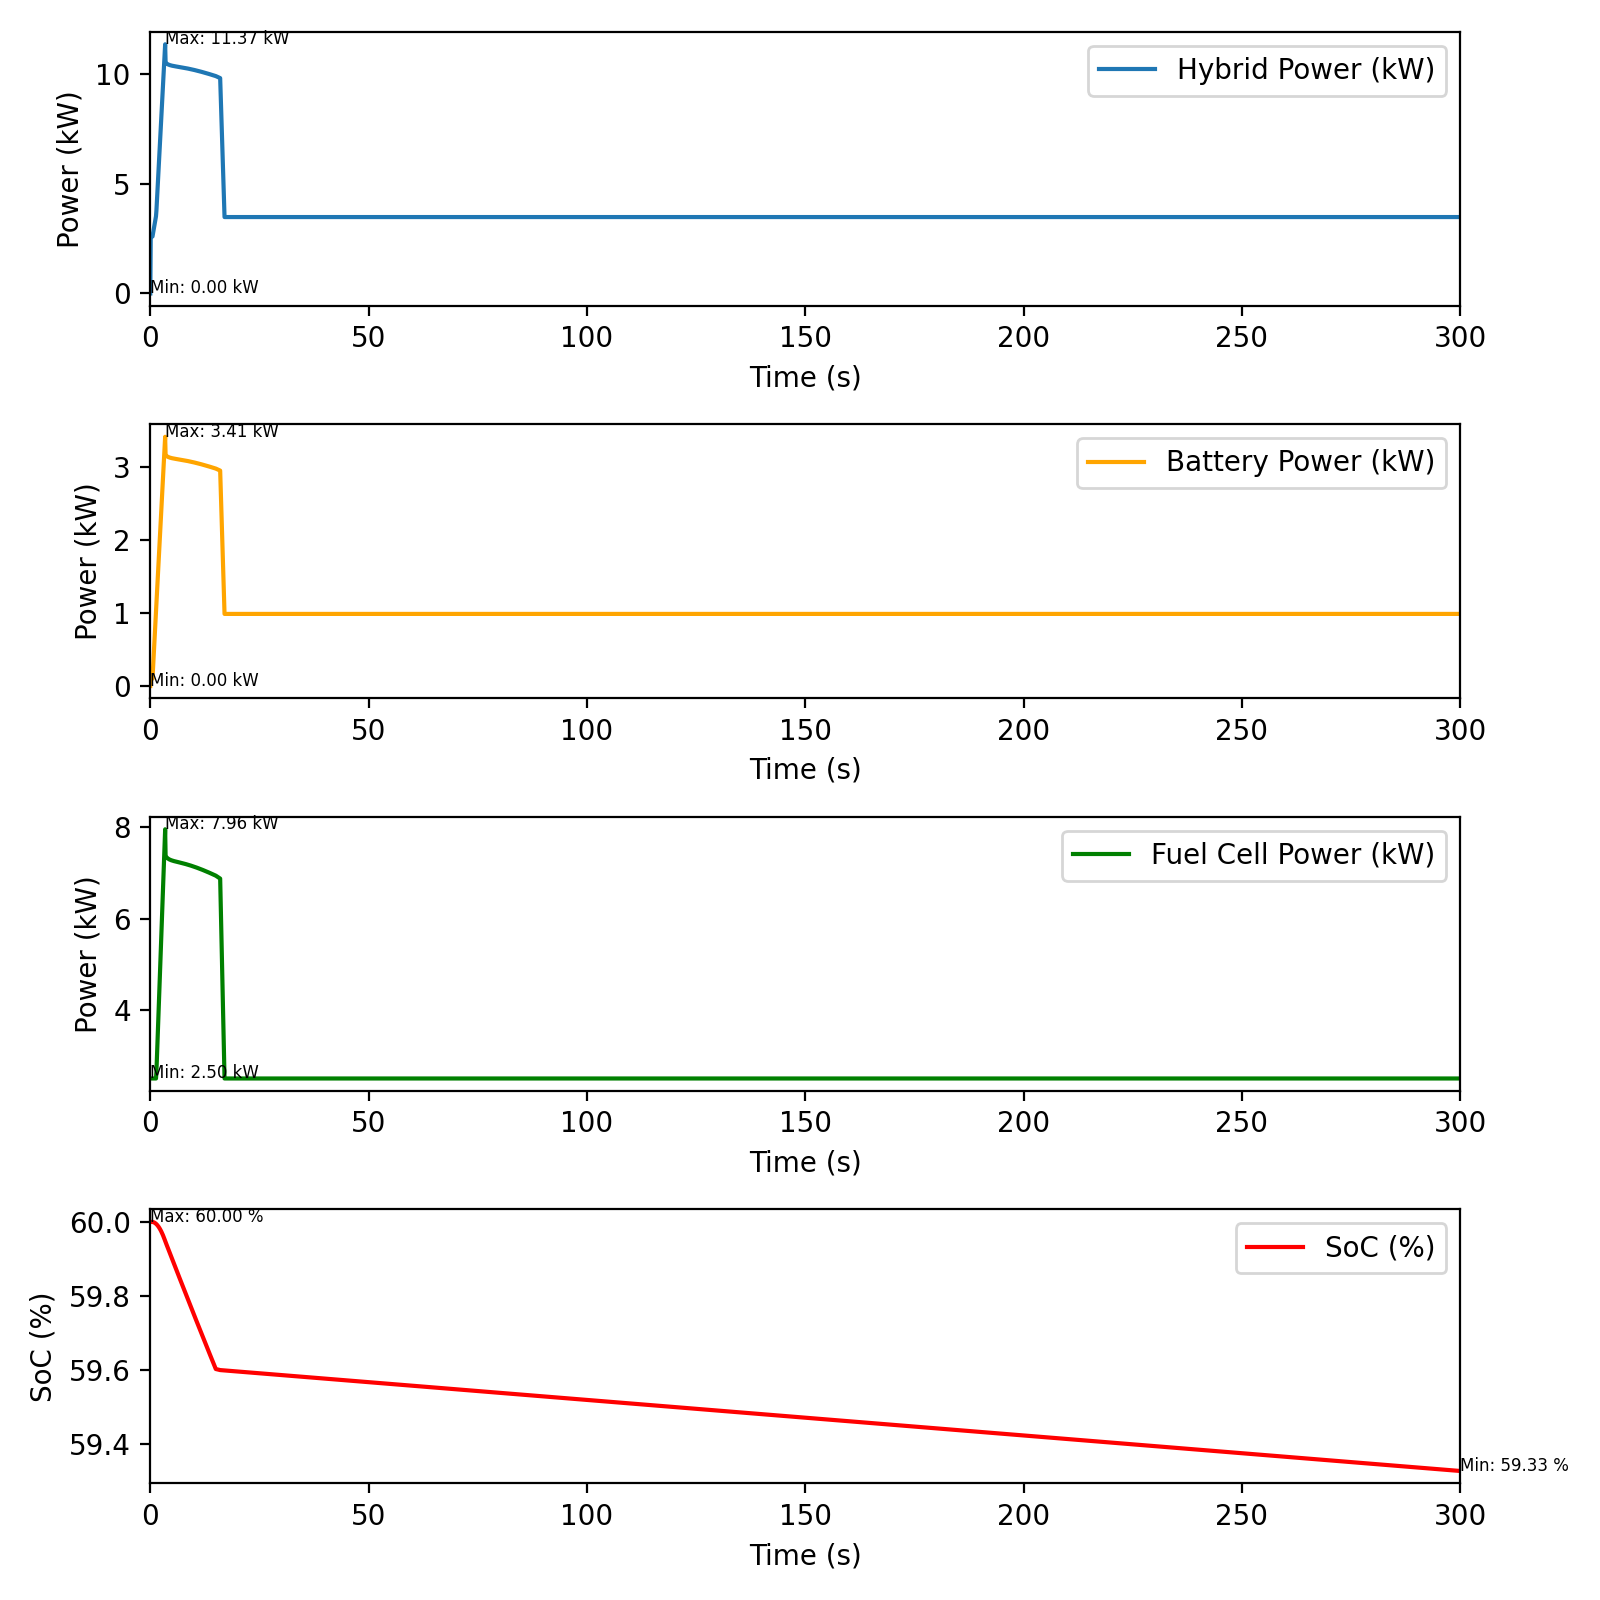 Max: 11.37 kW
Hybrid Power (kW)
10
5
0
Power (kW)
Min: 0.00 kW
0 50 100 150 200 250 300
Time (s)
Max: 3.41 kW
Battery Power (kW)
3
2
1
0
Power (kW)
Min: 0.00 kW
0 50 100 150 200 250 300
Time (s)
Max: 7.96 kW
Fuel Cell Power (kW)
8
6
4
Power (kW)
Min: 2.50 kW
0 50 100 150 200 250 300
Time (s)
Max: 60.00 %
SoC (%)
60.0
59.8
59.6
59.4
SoC (%)
Min: 59.33 %
0 50 100 150 200 250 300
Time (s)